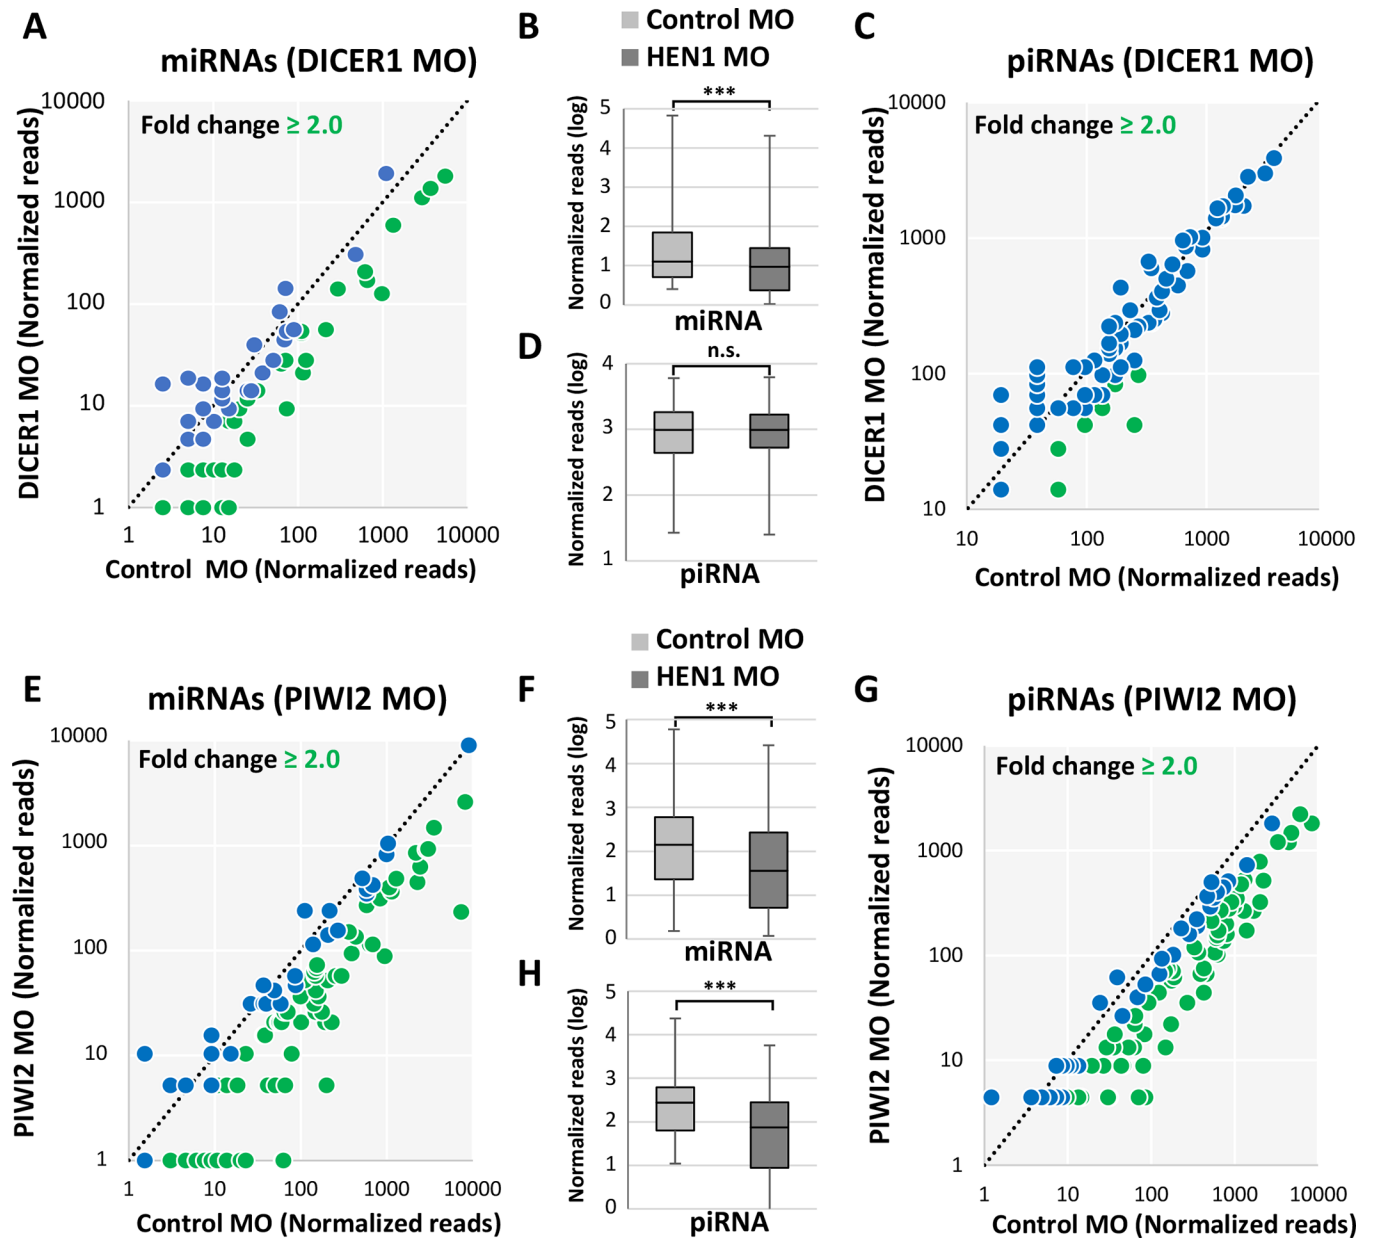 A
miRNAs (DICER1 MO)
Fold change ≥ 2.0
DICER1 MO (Normalized reads)
10000
1000
100
10
1
1 10 100 1000 10000
Control MO (Normalized reads)
B
Control MO
HEN1 MO
***
Normalized reads (log)
5
4
3
2
1
0
miRNA
C
piRNAs (DICER1 MO)
Fold change ≥ 2.0
DICER1 MO (Normalized reads)
10000
1000
100
10
10 100 1000 10000
Control MO (Normalized reads)
D
n.s.
Normalized reads (log)
4
3
2
1
piRNA
E
miRNAs (PIWI2 MO)
Fold change ≥ 2.0
PIWI2 MO (Normalized reads)
10000
1000
100
10
1
1 10 100 1000 10000
Control MO (Normalized reads)
F
Control MO
HEN1 MO
***
Normalized reads (log)
5
4
3
2
1
0
miRNA
G
piRNAs (PIWI2 MO)
Fold change ≥ 2.0
PIWI2 MO (Normalized reads)
10000
1000
100
10
1
1 10 100 1000 10000
Control MO (Normalized reads)
H
***
Normalized reads (log)
5
4
3
2
1
0
piRNA